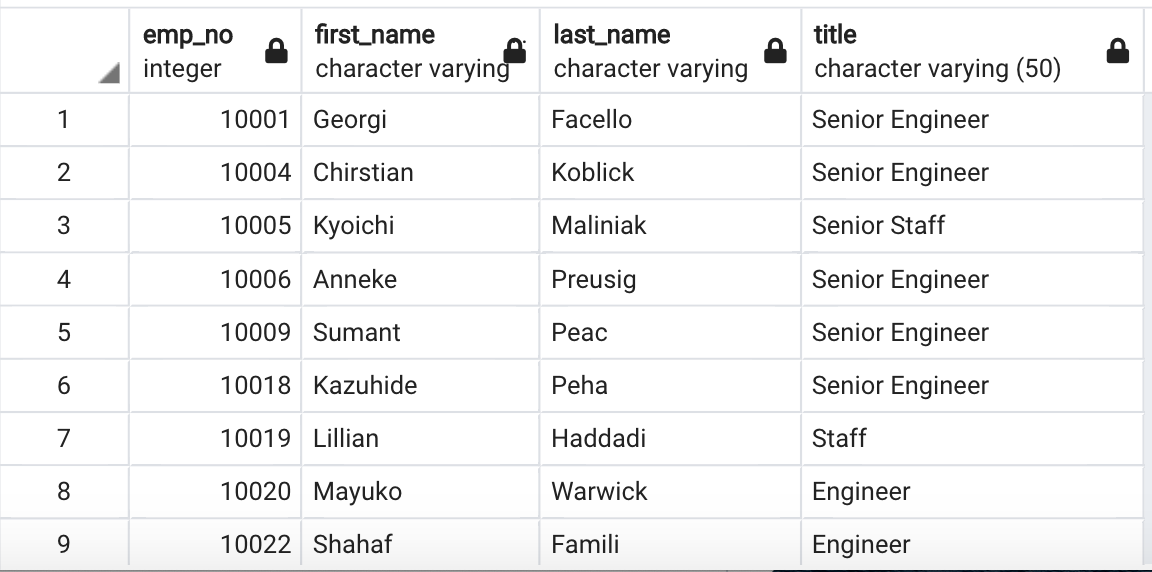 emp_no first_name last_name title
integer character varying character varying character varying (50)
1 10001 Georgi Facello Senior Engineer
2 10004 Chirstian Koblick Senior Engineer
3 10005 Kyoichi Maliniak Senior Staff
4 10006 Anneke Preusig Senior Engineer
5 10009 Sumant Peac Senior Engineer
6 10018 Kazuhide Peha Senior Engineer
7 10019 Lillian Haddadi Staff
8 10020 Mayuko Warwick Engineer
9 10022 Shahaf Famili Engineer